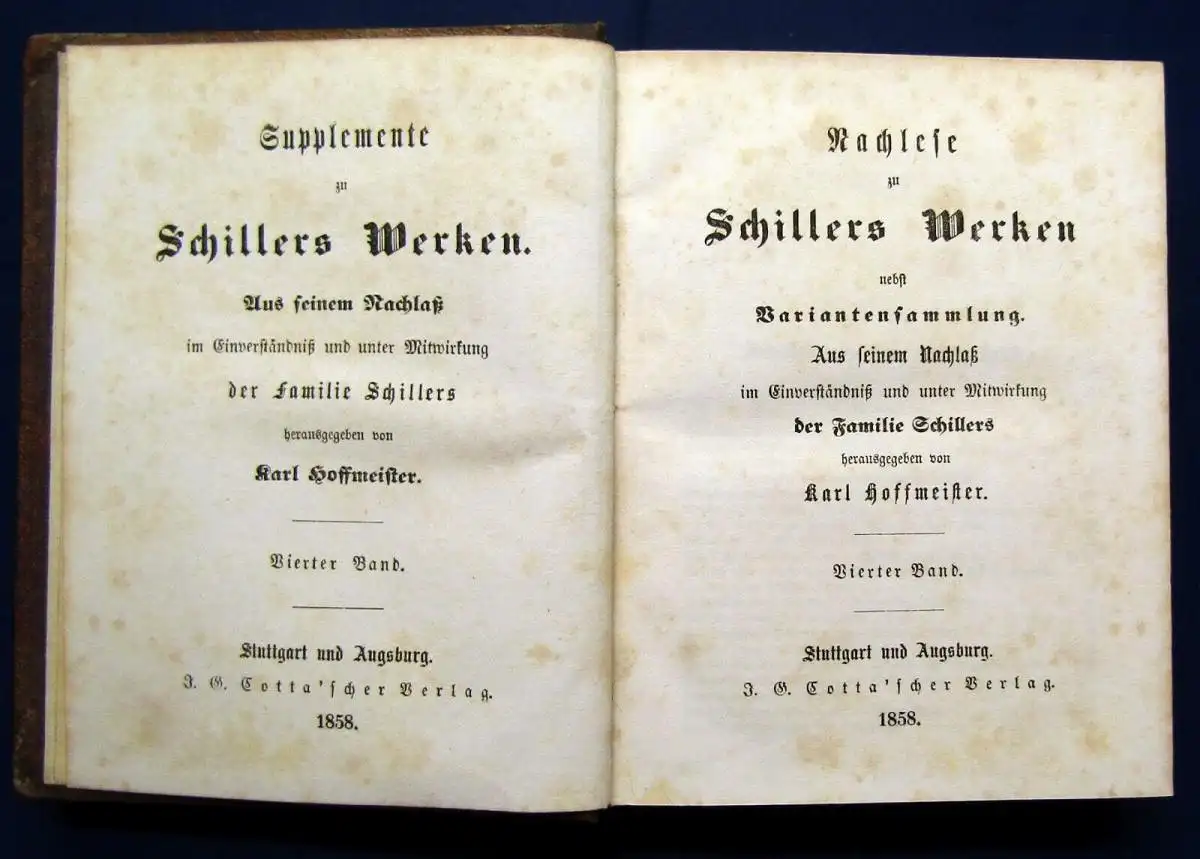 Supplemente
zu
Schillers Werken.
Aus seinem Nachlaß
im Einverständniß und unter Mitwirkung
der Familie Schillers
herausgegeben von
Karl Hoffmeister.
Vierter Band.
Stuttgart und Augsburg.
J. G. Cotta'scher Verlag.
1858.
Nachlese
zu
Schillers Werken
nebst
Variantensammlung.
Aus seinem Nachlaß
im Einverständniß und unter Mitwirkung
der Familie Schillers
herausgegeben von
Karl Hoffmeister.
Vierter Band.
Stuttgart und Augsburg.
J. G. Cotta'scher Verlag.
1858.